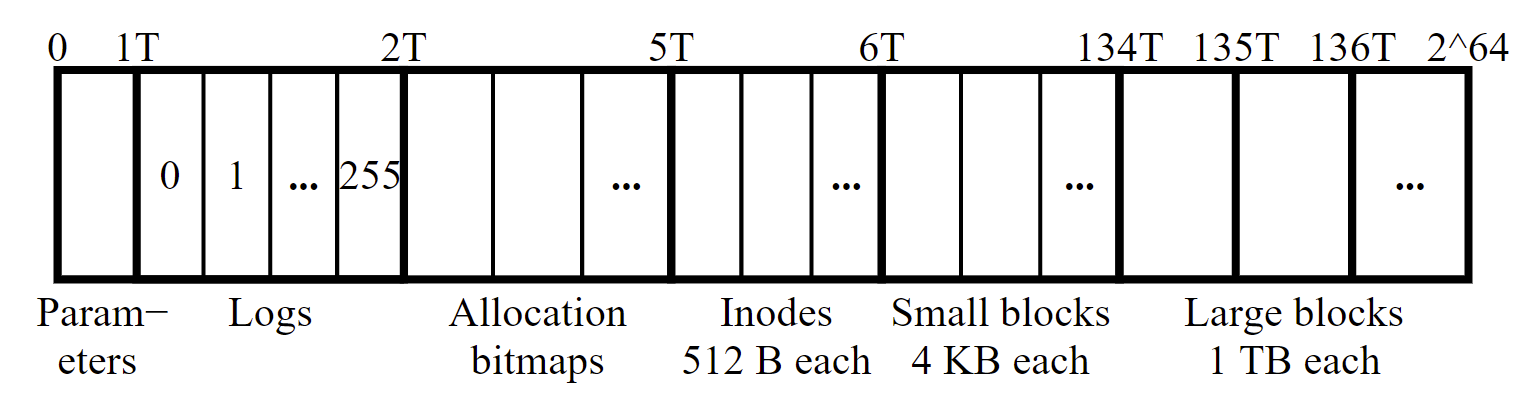 0 1T 2T 5T 6T 134T 135T 136T 2^64
0 1 ... 255 ... ... ... ...
Param− Logs Allocation Inodes Small blocks Large blocks
eters bitmaps 512 B each 4 KB each 1 TB each